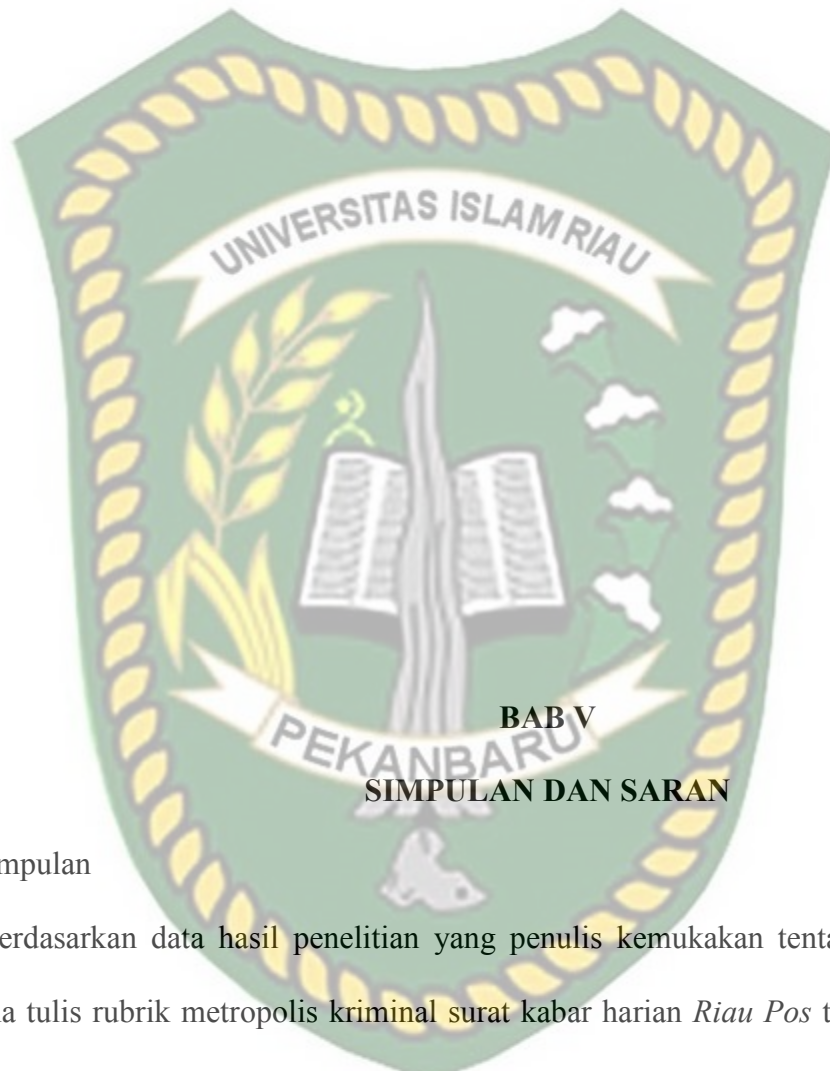 UNIVERSITAS ISLAM RIAU
BAB V
PEKANBARU
SIMPULAN DAN SARAN
mpulan
erdasarkan data hasil penelitian yang penulis kemukakan tenta
a tulis rubrik metropolis kriminal surat kabar harian Riau Pos t